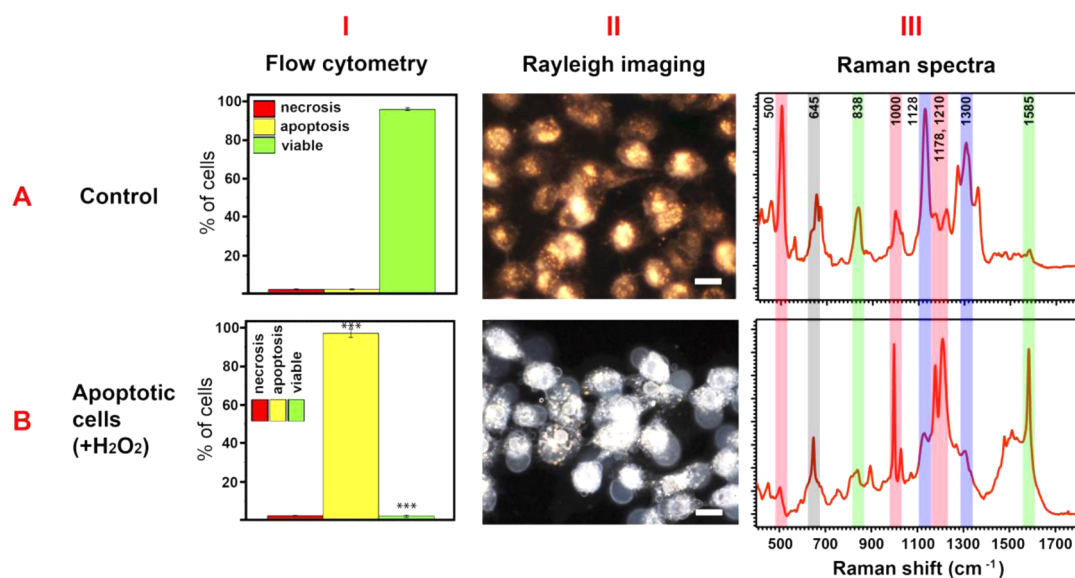 I
II
III
Flow cytometry
Rayleigh imaging
Raman spectra
A
Control
% of cells
100
80
60
40
20
necrosis
apoptosis
viable
500
645
838
1000
1128
1178, 1210
1300
1585
B
Apoptotic
cells
(+H₂O₂)
% of cells
100
80
60
40
20
necrosis
apoptosis
viable
***
***
500
700
900
1100
1300
1500
1700
Raman shift (cm⁻¹)